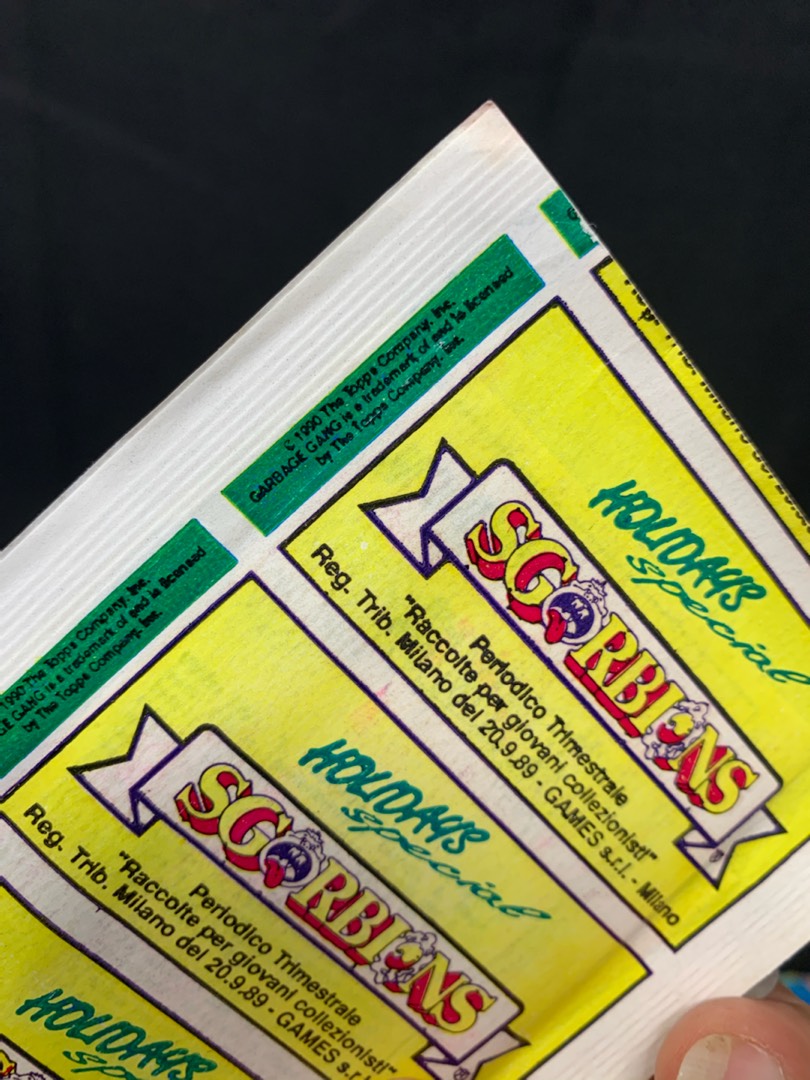 © 1990 The Topps Company, Inc.
GARBAGE GANG is a trademark of and is licensed
by The Topps Company, Inc.
HOLIDAYS
special
SGORBIONS
®
Periodico Trimestrale
"Raccolte per giovani collezionisti"
Reg. Trib. Milano del 20.9.89 - GAMES s.r.l. - Milano
1990 The Topps Company, Inc.
GE GANG is a trademark of and is licensed
by The Topps Company, Inc.
HOLIDAYS
special
SGORBIONS
®
Periodico Trimestrale
"Raccolte per giovani collezionisti"
Reg. Trib. Milano del 20.9.89 - GAMES s.r.l
HOLIDAYS